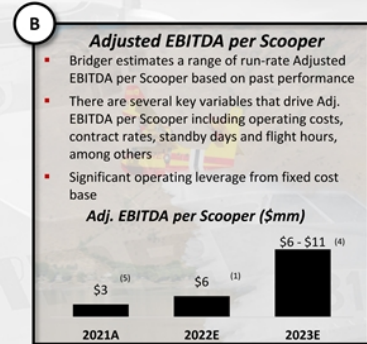 B
Adjusted EBITDA per Scooper
▪ Bridger estimates a range of run-rate Adjusted
EBITDA per Scooper based on past performance
▪ There are several key variables that drive Adj.
EBITDA per Scooper including operating costs,
contract rates, standby days and flight hours,
among others
▪ Significant operating leverage from fixed cost
base
Adj. EBITDA per Scooper ($mm)
$6 - $11 (4)
$3 (5) $6 (1)
2021A 2022E 2023E